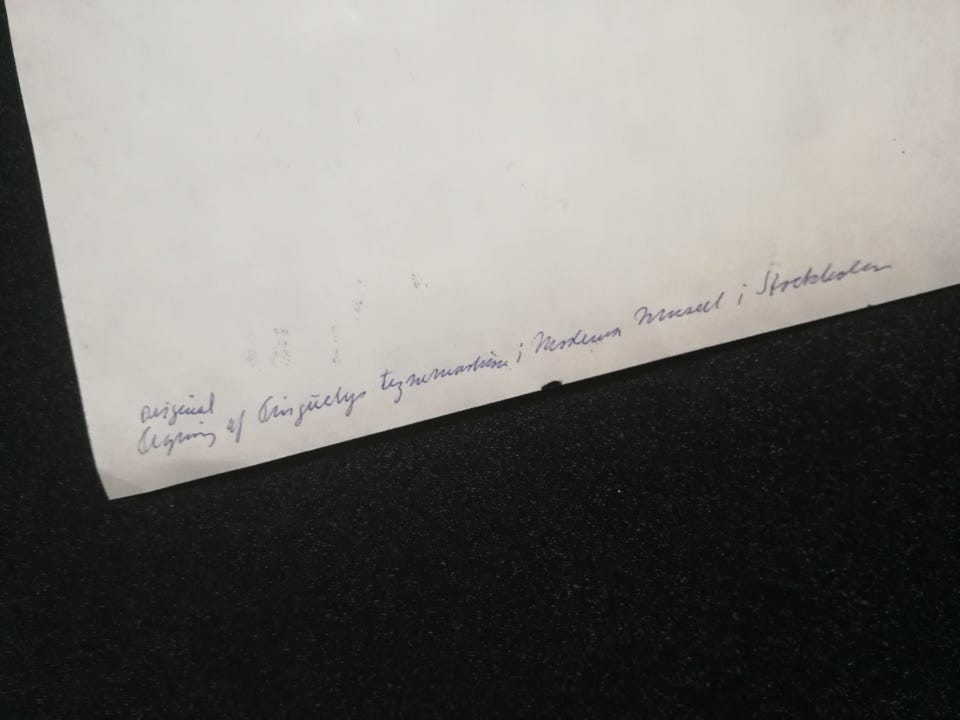 original
Tegning af Tinguelys tegnemaskine i Moderna Museet i Stockholm